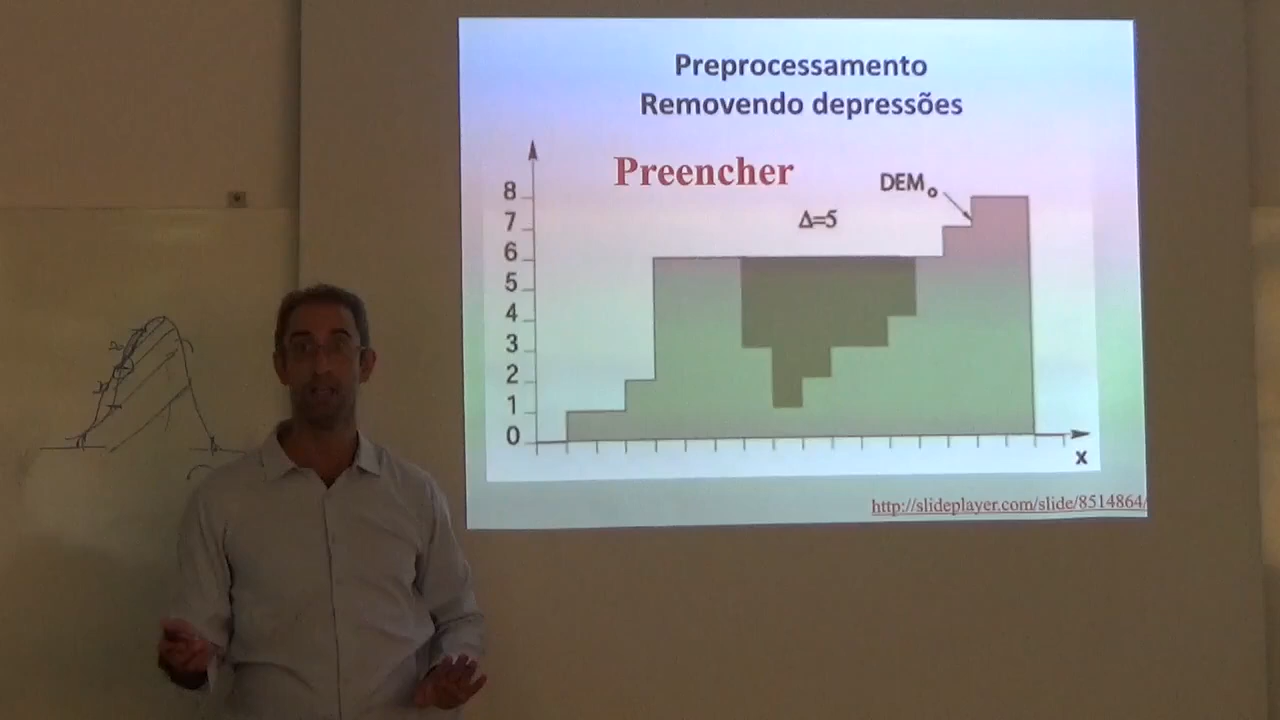 Preprocessamento
Removendo depressões
Preencher
DEMo
Δ=5
8
7
6
5
4
3
2
1
0
x
http://slideplayer.com/slide/8514864/